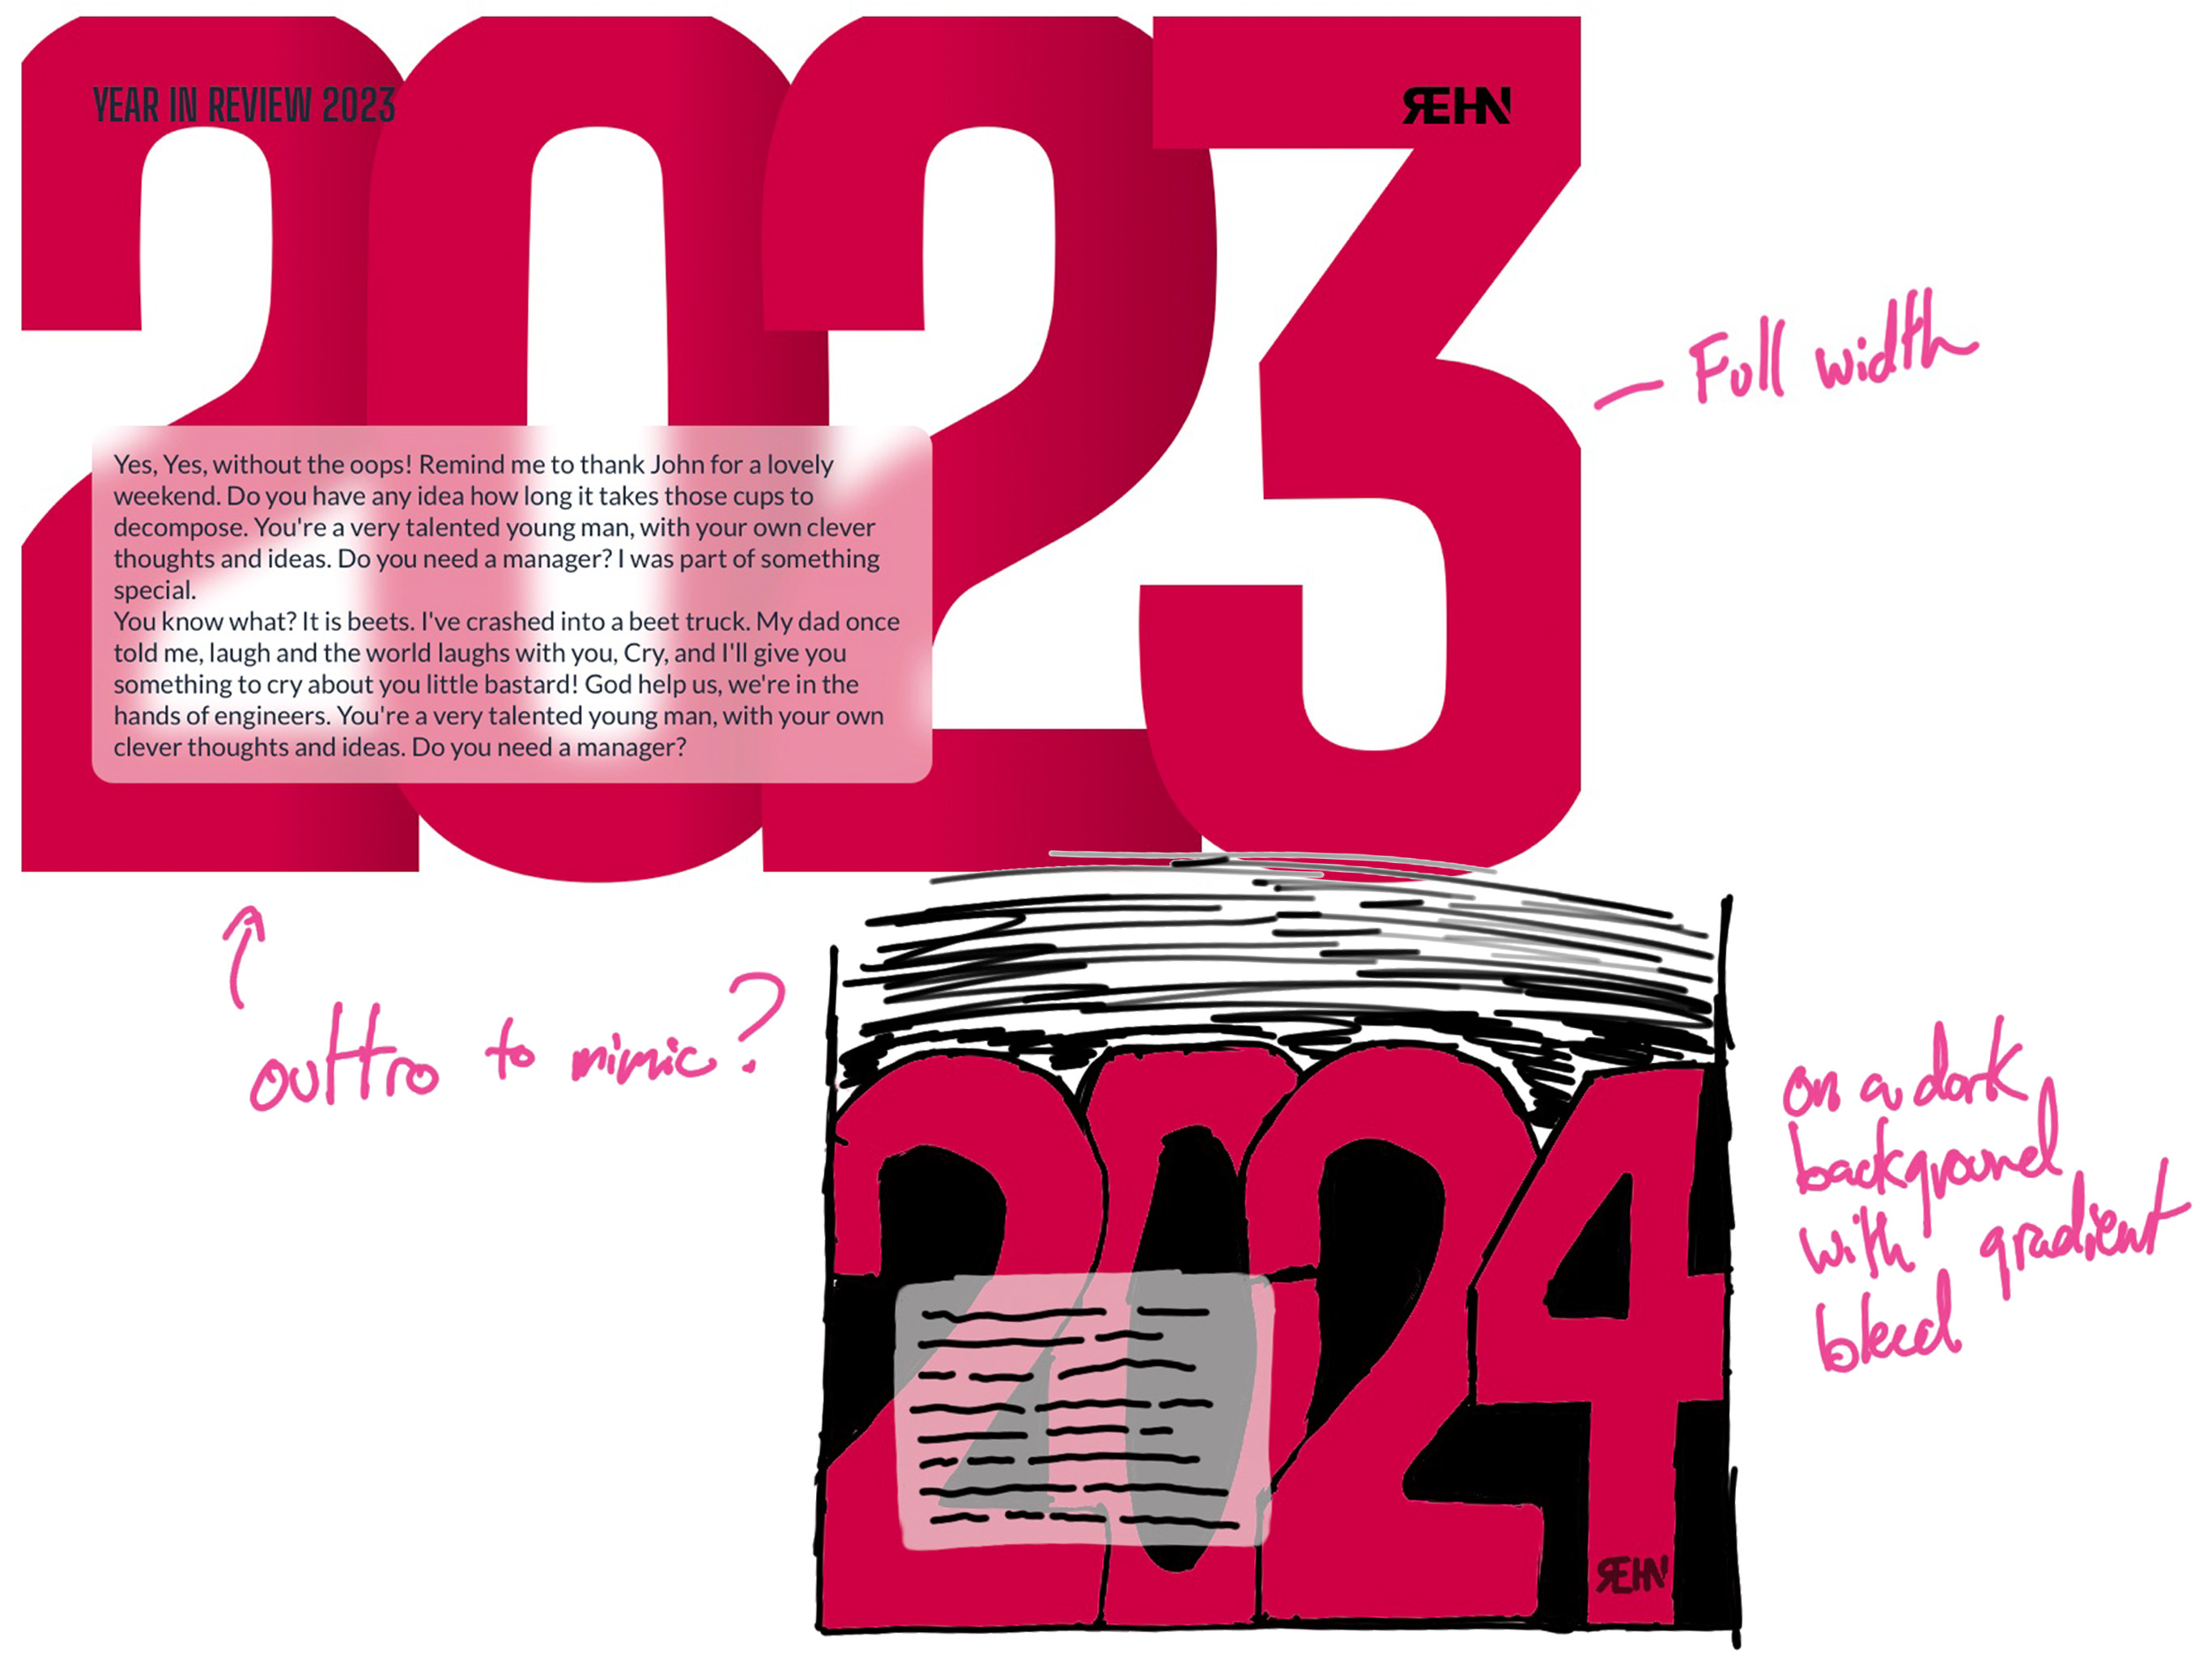 2023
YEAR IN REVIEW 2023
REHN
Yes, Yes, without the oops! Remind me to thank John for a lovely
weekend. Do you have any idea how long it takes those cups to
decompose. You're a very talented young man, with your own clever
thoughts and ideas. Do you need a manager? I was part of something
special.
You know what? It is beets. I've crashed into a beet truck. My dad once
told me, laugh and the world laughs with you, Cry, and I'll give you
something to cry about you little bastard! God help us, we're in the
hands of engineers. You're a very talented young man, with your own
clever thoughts and ideas. Do you need a manager?
Full width
outtro to mimic?
2024
REHN
on a dark
background
with gradient
bleed